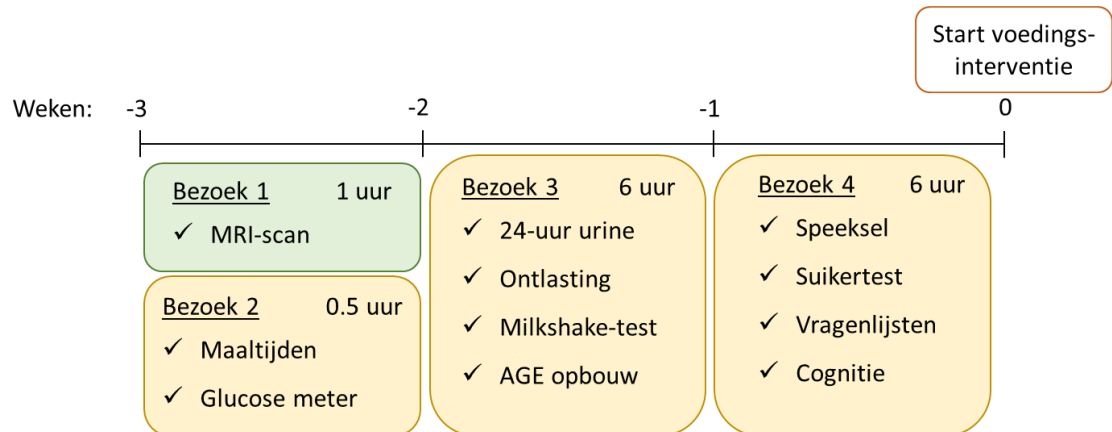 Start voedings-
interventie
Weken: -3 -2 -1 0
Bezoek 1 1 uur
✓ MRI-scan
Bezoek 2 0.5 uur
✓ Maaltijden
✓ Glucose meter
Bezoek 3 6 uur
✓ 24-uur urine
✓ Ontlasting
✓ Milkshake-test
✓ AGE opbouw
Bezoek 4 6 uur
✓ Speeksel
✓ Suikertest
✓ Vragenlijsten
✓ Cognitie